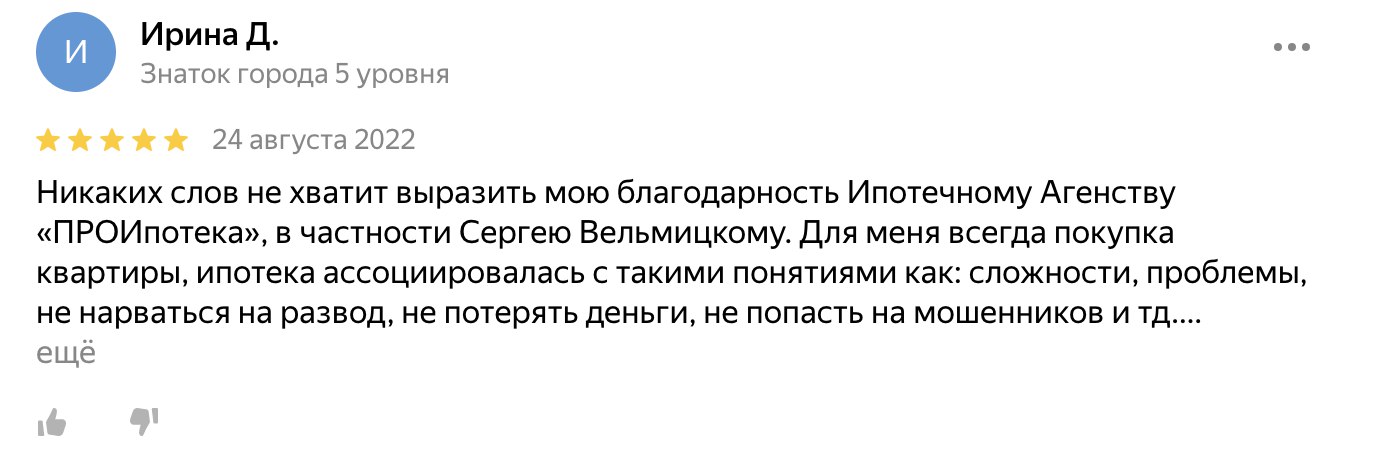 И
Ирина Д.
Знаток города 5 уровня
24 августа 2022
Никаких слов не хватит выразить мою благодарность Ипотечному Агенству
«ПРОИпотека», в частности Сергею Вельмицкому. Для меня всегда покупка
квартиры, ипотека ассоциировалась с такими понятиями как: сложности, проблемы,
не нарваться на развод, не потерять деньги, не попасть на мошенников и тд....
ещё